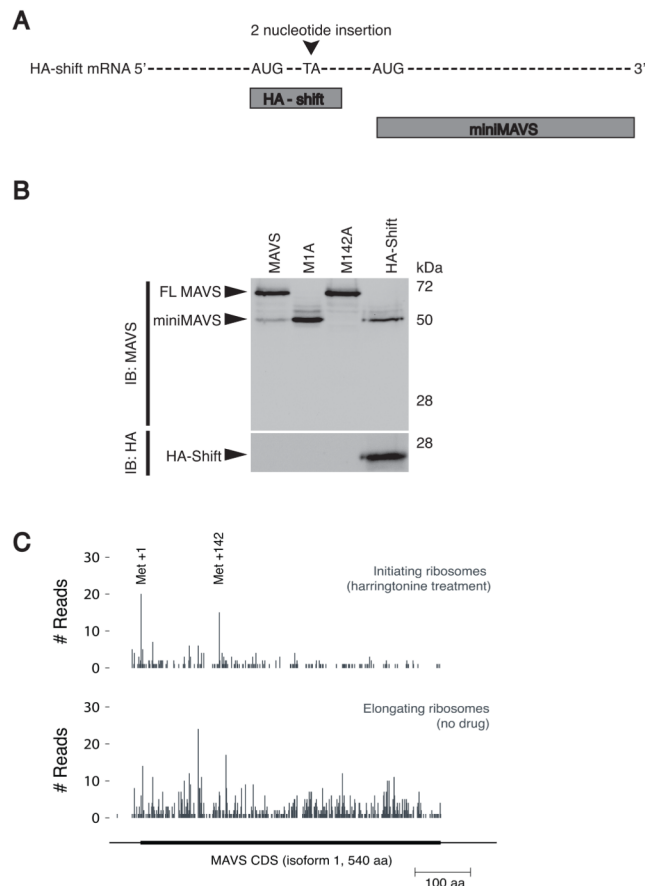 A
2 nucleotide insertion
HA-shift mRNA 5’------------------AUG--TA-------AUG---------------------------------------3’
HA - shift
miniMAVS
B
MAVS
M1A
M142A
HA-Shift
kDa
FL MAVS
72
miniMAVS
50
IB: MAVS
28
28
IB: HA
HA-Shift
C
Met +1
Met +142
Initiating ribosomes
(harringtonine treatment)
# Reads
30
20
10
0
Elongating ribosomes
(no drug)
# Reads
30
20
10
0
MAVS CDS (isoform 1, 540 aa)
100 aa